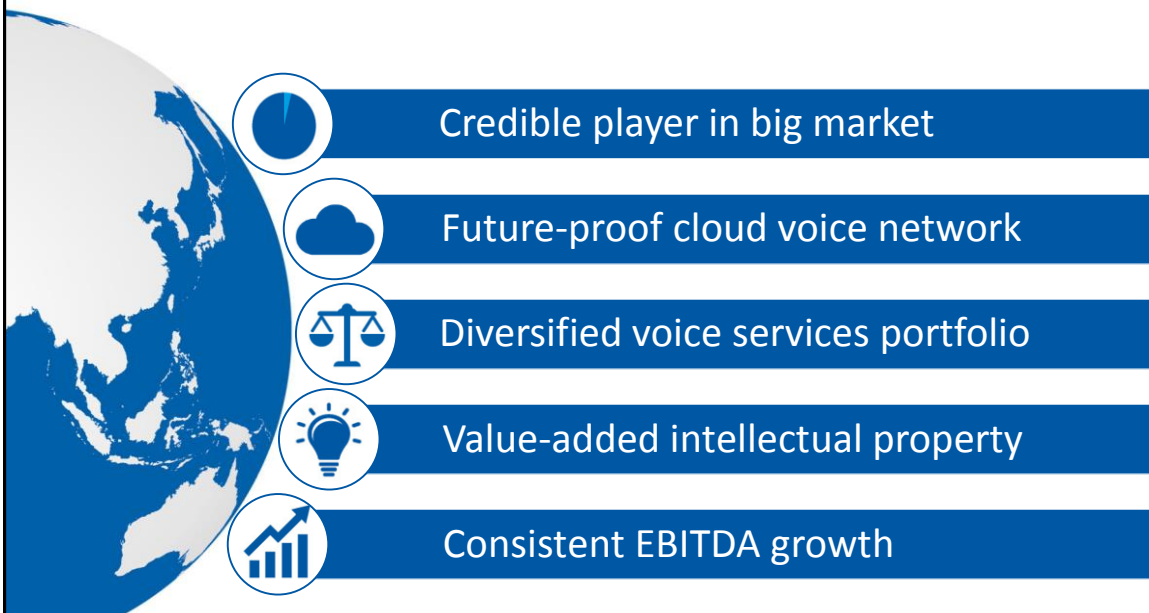 Credible player in big market
Future-proof cloud voice network
Diversified voice services portfolio
Value-added intellectual property
Consistent EBITDA growth